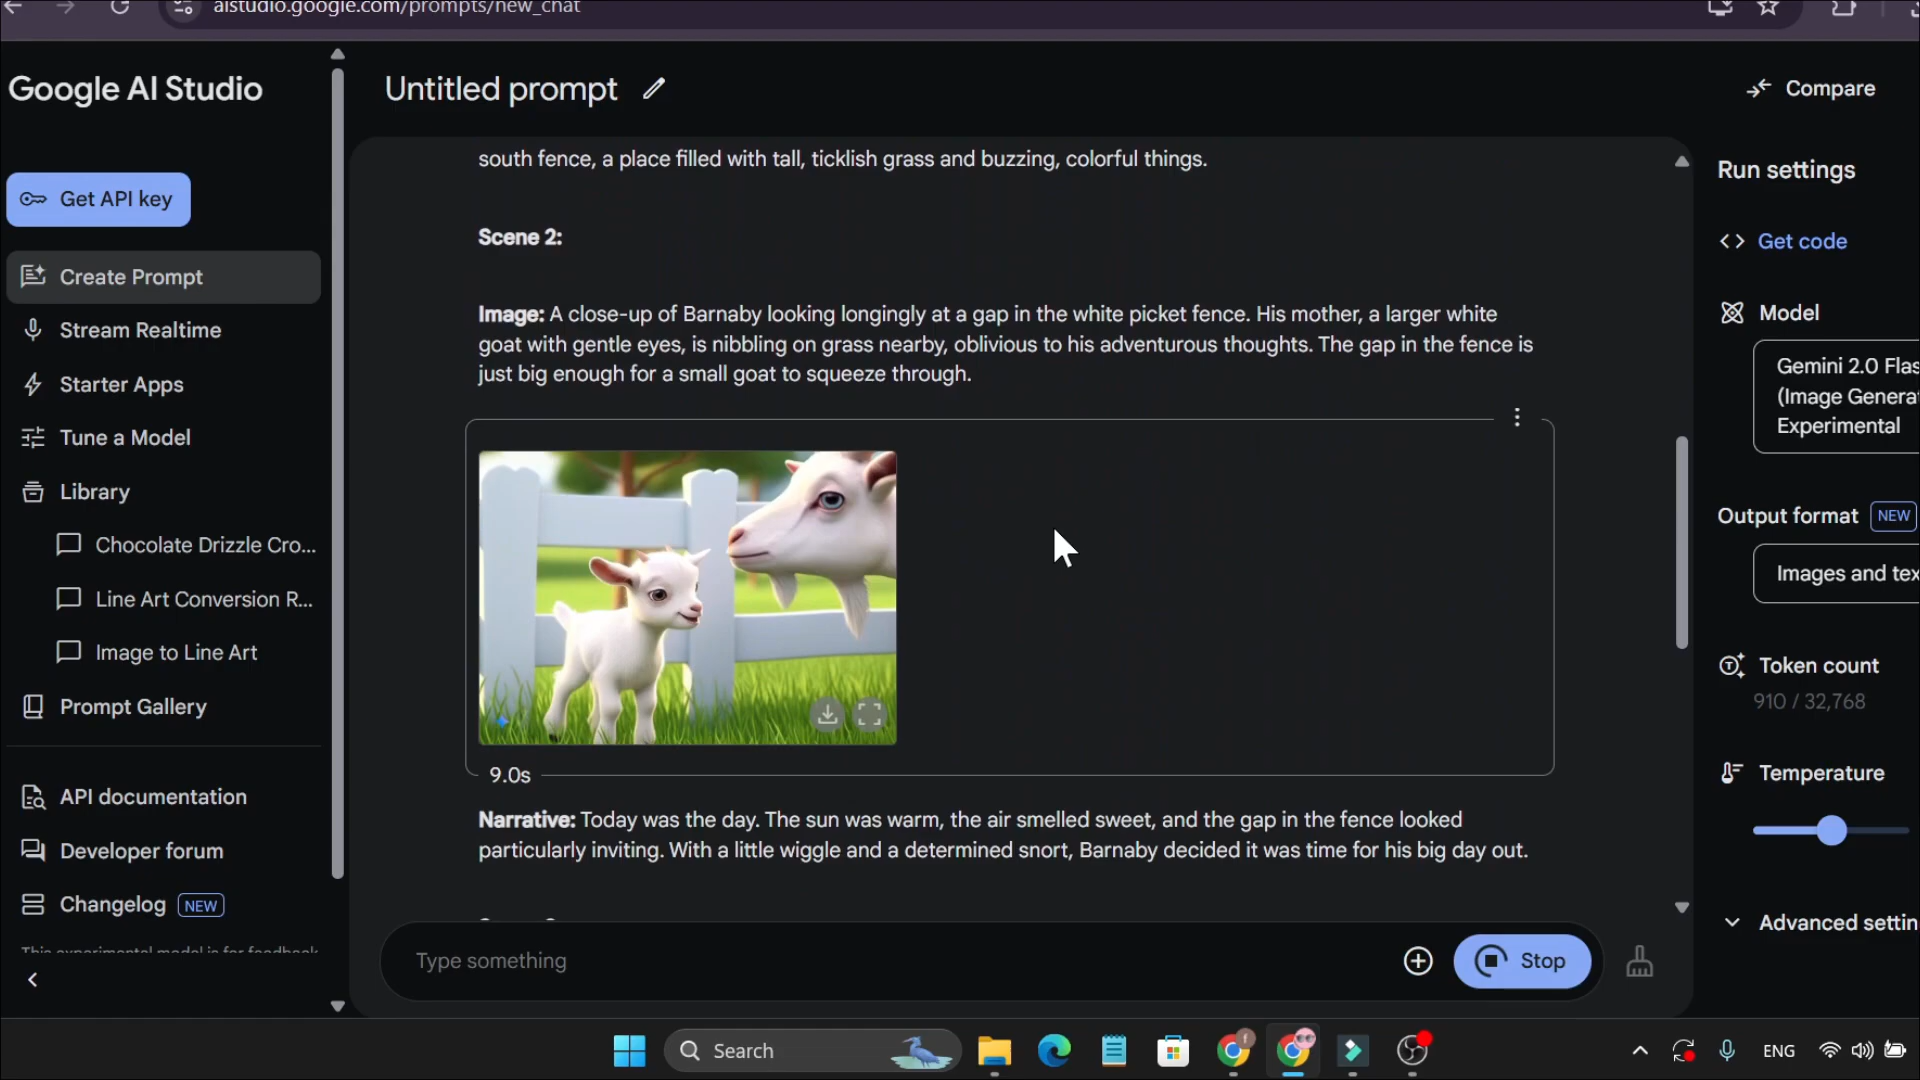 aistudio.google.com/prompts/new_chat
Google AI Studio
Untitled prompt
Compare
Get API key
Create Prompt
Stream Realtime
Starter Apps
Tune a Model
Library
Chocolate Drizzle Cro...
Line Art Conversion R...
Image to Line Art
Prompt Gallery
API documentation
Developer forum
Changelog NEW
This experimental model is for feedback
south fence, a place filled with tall, ticklish grass and buzzing, colorful things.
Scene 2:
Image: A close-up of Barnaby looking longingly at a gap in the white picket fence. His mother, a larger white
goat with gentle eyes, is nibbling on grass nearby, oblivious to his adventurous thoughts. The gap in the fence is
just big enough for a small goat to squeeze through.
9.0s
Narrative: Today was the day. The sun was warm, the air smelled sweet, and the gap in the fence looked
particularly inviting. With a little wiggle and a determined snort, Barnaby decided it was time for his big day out.
Type something
Stop
Run settings
Get code
Model
Gemini 2.0 Flas
(Image Genera
Experimental
Output format NEW
Images and tex
Token count
910 / 32,768
Temperature
Advanced settin
Search
ENG